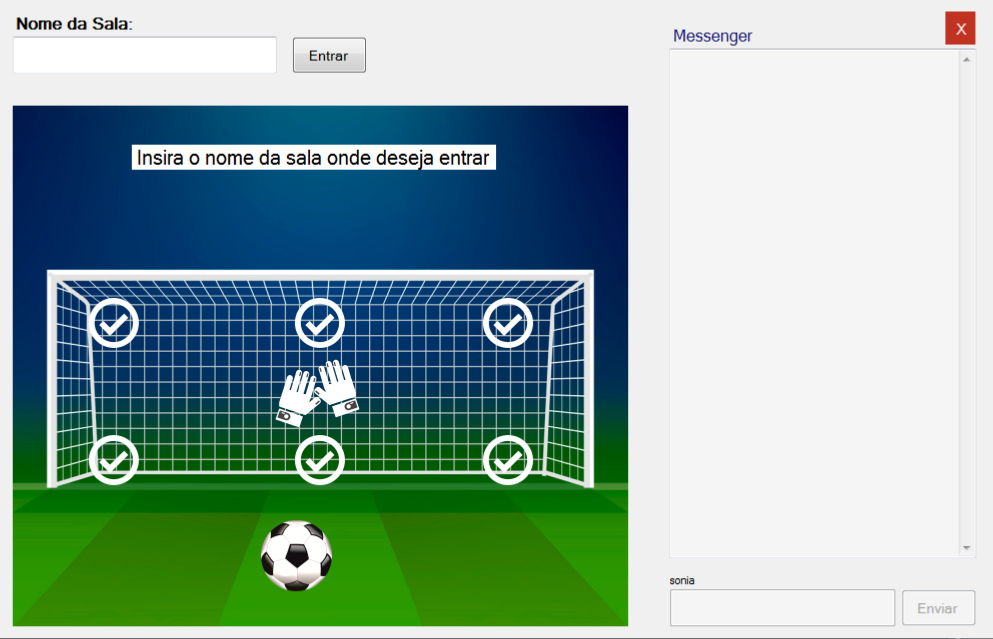 Nome da Sala:
Entrar
Messenger
X
Insira o nome da sala onde deseja entrar
sonia
Enviar